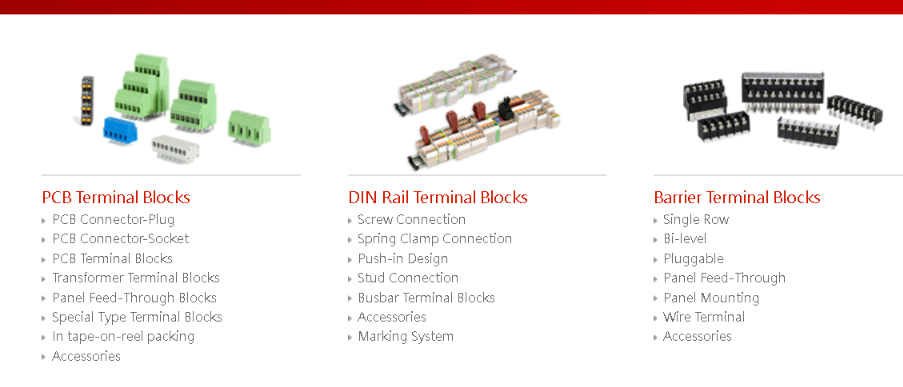 PCB Terminal Blocks
PCB Connector-Plug
PCB Connector-Socket
PCB Terminal Blocks
Transformer Terminal Blocks
Panel Feed-Through Blocks
Special Type Terminal Blocks
In tape-on-reel packing
Accessories
DIN Rail Terminal Blocks
Screw Connection
Spring Clamp Connection
Push-in Design
Stud Connection
Busbar Terminal Blocks
Accessories
Marking System
Barrier Terminal Blocks
Single Row
Bi-level
Pluggable
Panel Feed-Through
Panel Mounting
Wire Terminal
Accessories